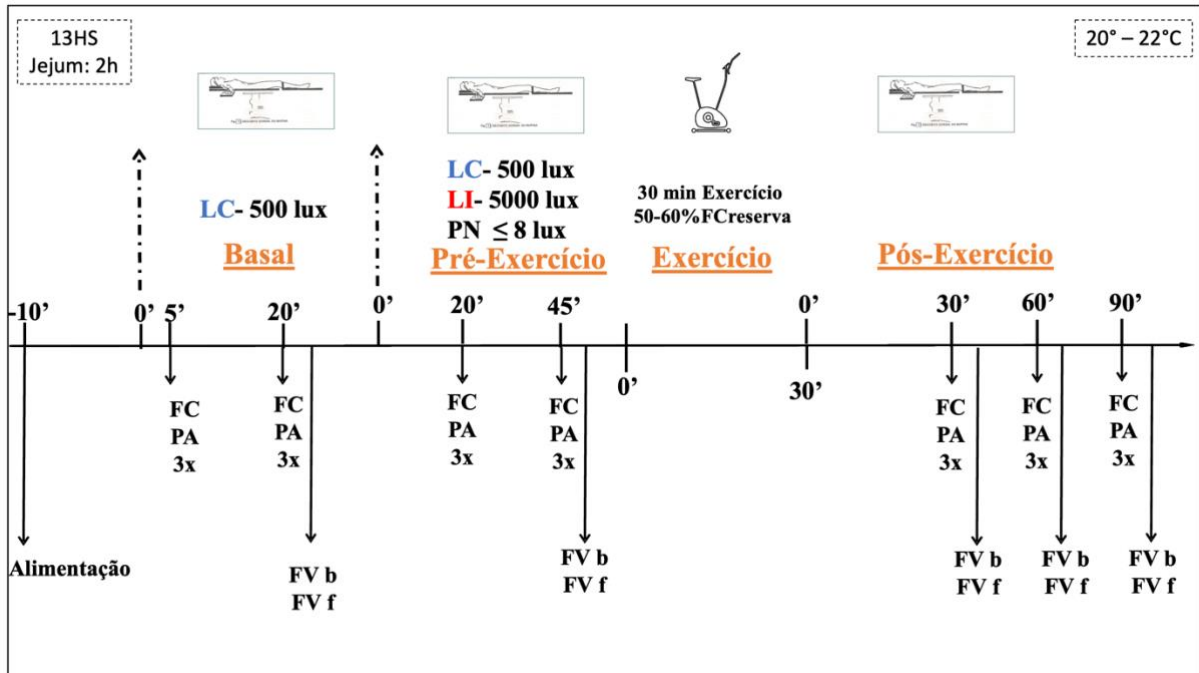 13HS
Jejum: 2h
20° – 22°C
LC- 500 lux
Basal
LC- 500 lux
LI- 5000 lux
PN ≤ 8 lux
Pré-Exercício
30 min Exercício
50-60%FCreserva
Exercício
Pós-Exercício
-10’ 0’ 5’ 20’ 0’ 20’ 45’ 0’ 30’ 60’ 90’
0’ 30’
FC FC FC FC FC FC FC
PA PA PA PA PA PA PA
3x 3x 3x 3x 3x 3x 3x
Alimentação
FV b FV b FV b FV b FV b
FV f FV f FV f FV f FV f